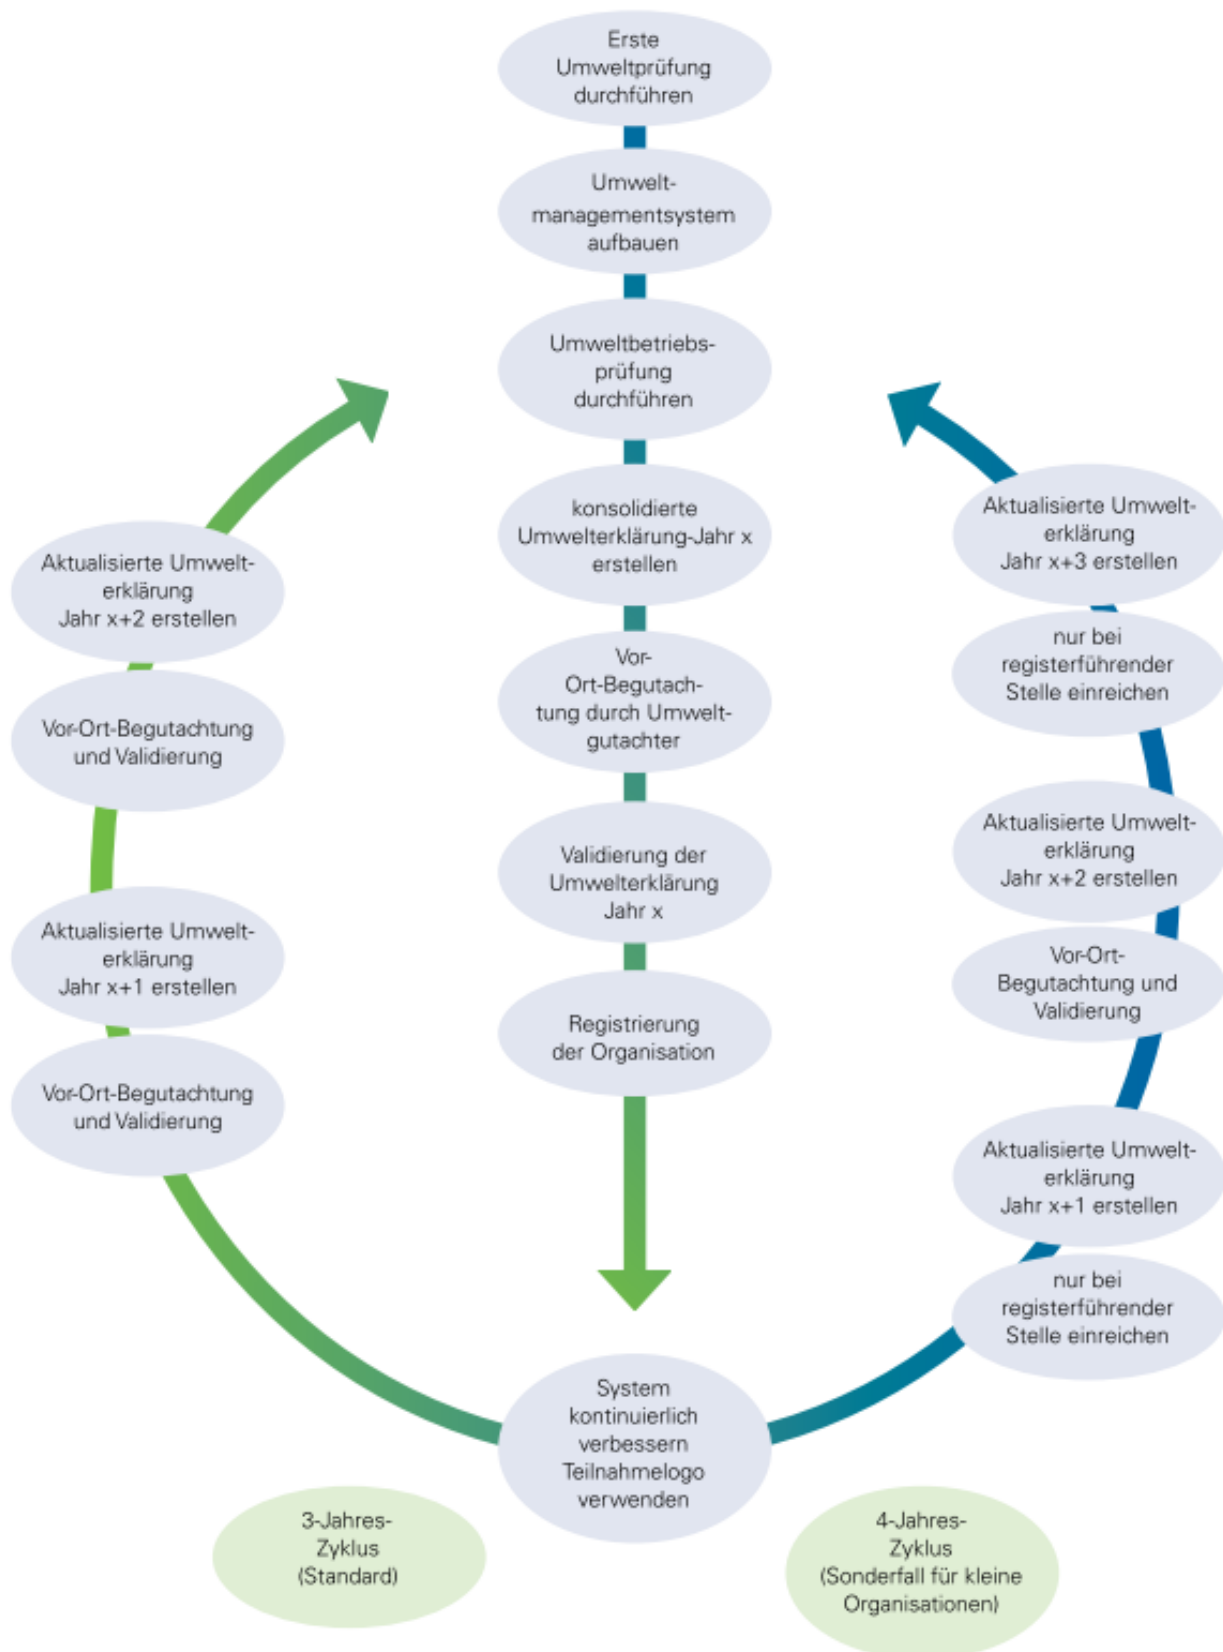 Erste
Umweltprüfung
durchführen
Umwelt-
managementsystem
aufbauen
Umweltbetriebs-
prüfung
durchführen
konsolidierte
Umwelterklärung-Jahr x
erstellen
Vor-
Ort-Begutach-
tung durch Umwelt-
gutachter
Validierung der
Umwelterklärung
Jahr x
Registrierung
der Organisation
System
kontinuierlich
verbessern
Teilnahmelogo
verwenden
Aktualisierte Umwelt-
erklärung
Jahr x+2 erstellen
Vor-Ort-Begutachtung
und Validierung
Aktualisierte Umwelt-
erklärung
Jahr x+1 erstellen
Vor-Ort-Begutachtung
und Validierung
3-Jahres-
Zyklus
(Standard)
Aktualisierte Umwelt-
erklärung
Jahr x+3 erstellen
nur bei
registerführender
Stelle einreichen
Aktualisierte Umwelt-
erklärung
Jahr x+2 erstellen
Vor-Ort-
Begutachtung und
Validierung
Aktualisierte Umwelt-
erklärung
Jahr x+1 erstellen
nur bei
registerführender
Stelle einreichen
4-Jahres-
Zyklus
(Sonderfall für kleine
Organisationen)